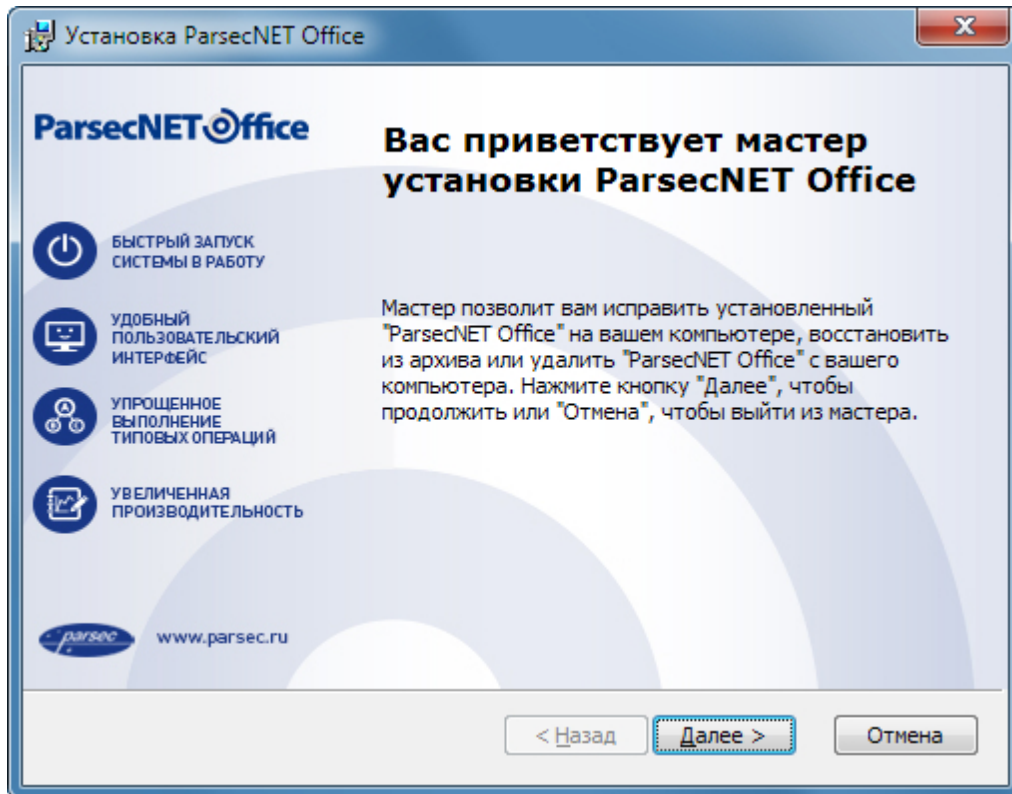 Установка ParsecNET Office
ParsecNET Office
Вас приветствует мастер
установки ParsecNET Office
БЫСТРЫЙ ЗАПУСК
СИСТЕМЫ В РАБОТУ
УДОБНЫЙ
ПОЛЬЗОВАТЕЛЬСКИЙ
ИНТЕРФЕЙС
УПРОЩЕННОЕ
ВЫПОЛНЕНИЕ
ТИПОВЫХ ОПЕРАЦИЙ
УВЕЛИЧЕННАЯ
ПРОИЗВОДИТЕЛЬНОСТЬ
Мастер позволит вам исправить установленный
"ParsecNET Office" на вашем компьютере, восстановить
из архива или удалить "ParsecNET Office" с вашего
компьютера. Нажмите кнопку "Далее", чтобы
продолжить или "Отмена", чтобы выйти из мастера.
parsec www.parsec.ru
< Назад Далее > Отмена